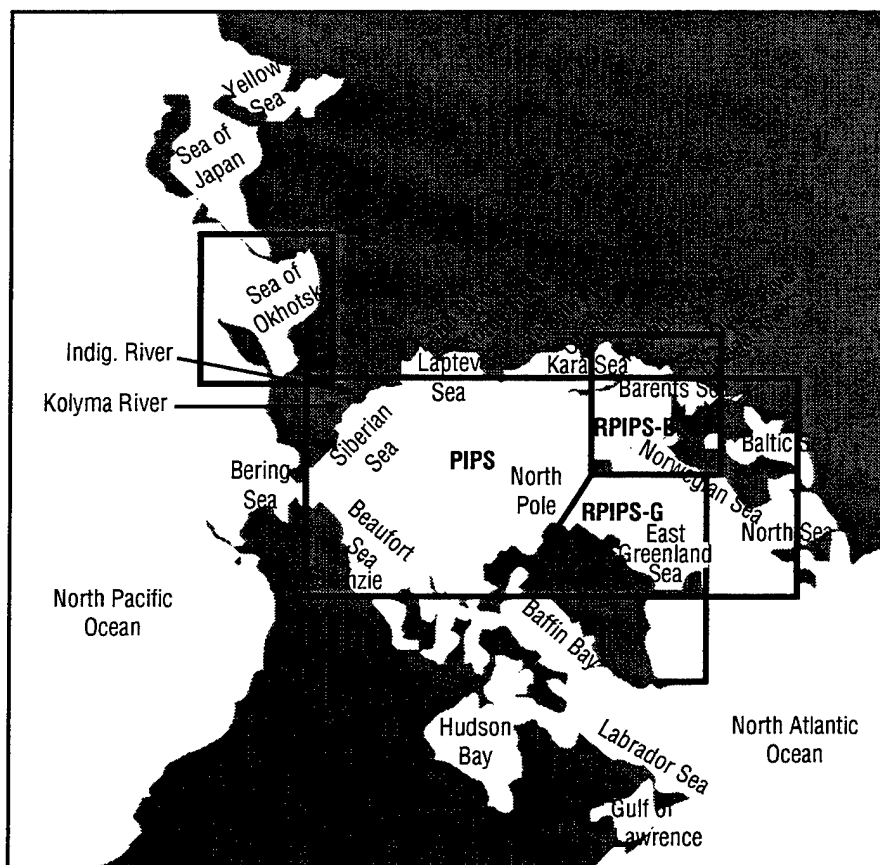 Yellow
Sea
Sea of
Japan
Sea of
Okhotsk
Indig. River
Kolyma River
Laptev
Sea
Kara Sea
Barents Se
RPIPS-B
Baltic S
Siberian
Sea
PIPS
Norwegian Sea
Bering
Sea
North
Pole
RPIPS-G
North Sea
Beaufort
Sea
East
Greenland
Sea
nzie
North Pacific
Ocean
Baffin Bay
Hudson
Bay
Labrador Sea
North Atlantic
Ocean
Gulf of
Lawrence